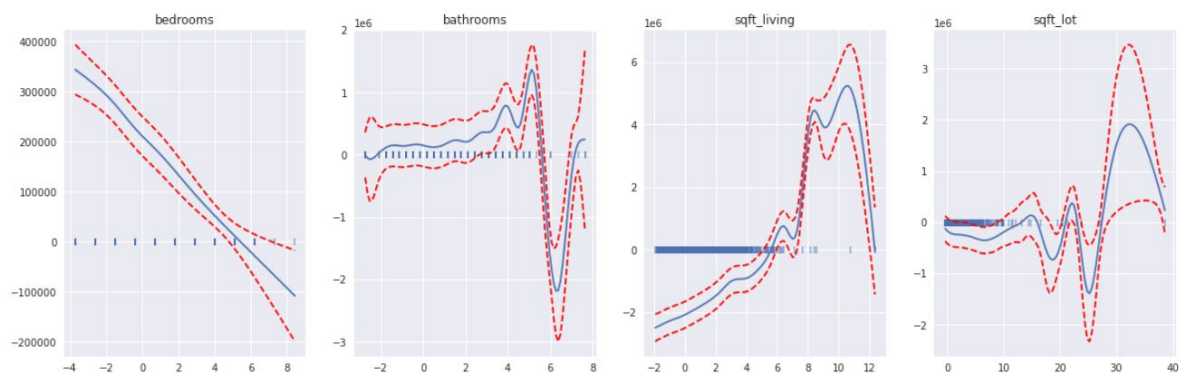 bedrooms
400000
300000
200000
100000
0
−100000
−200000
−4 −2 0 2 4 6 8
bathrooms
1e6
2
1
0
−1
−2
−3
−2 0 2 4 6 8
sqft_living
1e6
6
4
2
0
−2
−2 0 2 4 6 8 10 12
sqft_lot
1e6
3
2
1
0
−1
−2
0 10 20 30 40